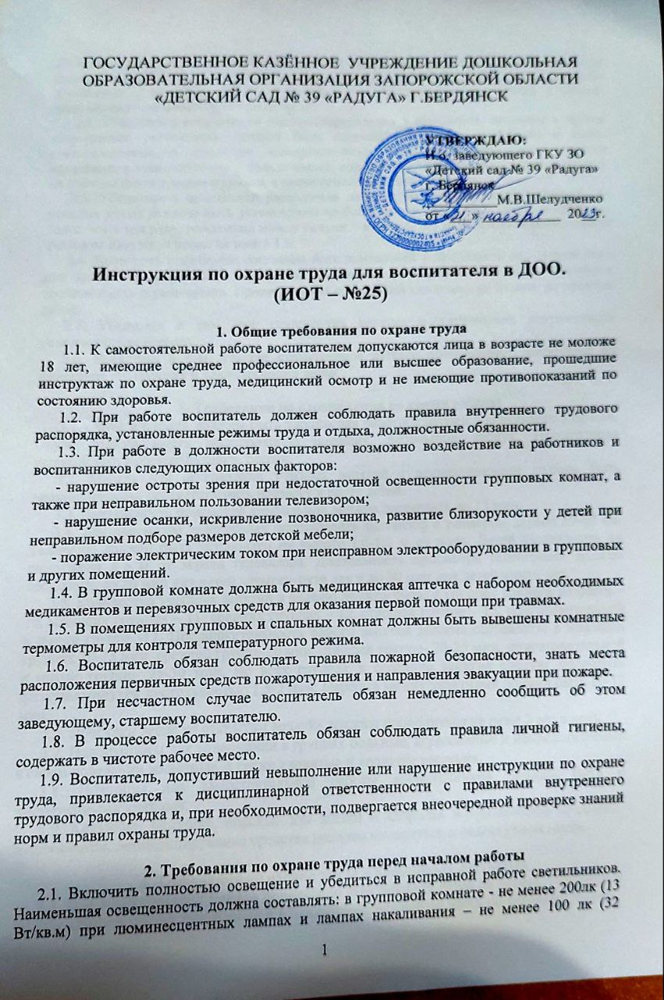 ГОСУДАРСТВЕННОЕ КАЗЁННОЕ УЧРЕЖДЕНИЕ ДОШКОЛЬНАЯ
ОБРАЗОВАТЕЛЬНАЯ ОРГАНИЗАЦИЯ ЗАПОРОЖСКОЙ ОБЛАСТИ
«ДЕТСКИЙ САД № 39 «РАДУГА» Г.БЕРДЯНСК
УТВЕРЖДАЮ:
И.о. заведующего ГКУ ЗО
«Детский сад № 39 «Радуга»
г. Бердянск
М.В.Шелудченко
от «21» ноября 2023г.
Инструкция по охране труда для воспитателя в ДОО.
(ИОТ – №25)
1. Общие требования по охране труда
1.1. К самостоятельной работе воспитателем допускаются лица в возрасте не моложе
18 лет, имеющие среднее профессиональное или высшее образование, прошедшие
инструктаж по охране труда, медицинский осмотр и не имеющие противопоказаний по
состоянию здоровья.
1.2. При работе воспитатель должен соблюдать правила внутреннего трудового
распорядка, установленные режимы труда и отдыха, должностные обязанности.
1.3. При работе в должности воспитателя возможно воздействие на работников и
воспитанников следующих опасных факторов:
- нарушение остроты зрения при недостаточной освещенности групповых комнат, а
также при неправильном пользовании телевизором;
- нарушение осанки, искривление позвоночника, развитие близорукости у детей при
неправильном подборе размеров детской мебели;
- поражение электрическим током при неисправном электрооборудовании в групповых
и других помещений.
1.4. В групповой комнате должна быть медицинская аптечка с набором необходимых
медикаментов и перевязочных средств для оказания первой помощи при травмах.
1.5. В помещениях групповых и спальных комнат должны быть вывешены комнатные
термометры для контроля температурного режима.
1.6. Воспитатель обязан соблюдать правила пожарной безопасности, знать места
расположения первичных средств пожаротушения и направления эвакуации при пожаре.
1.7. При несчастном случае воспитатель обязан немедленно сообщить об этом
заведующему, старшему воспитателю.
1.8. В процессе работы воспитатель обязан соблюдать правила личной гигиены,
содержать в чистоте рабочее место.
1.9. Воспитатель, допустивший невыполнение или нарушение инструкции по охране
труда, привлекается к дисциплинарной ответственности с правилами внутреннего
трудового распорядка и, при необходимости, подвергается внеочередной проверке знаний
норм и правил охраны труда.
2. Требования по охране труда перед началом работы
2.1. Включить полностью освещение и убедиться в исправной работе светильников.
Наименьшая освещенность должна составлять: в групповой комнате - не менее 200лк (13
Вт/кв.м) при люминесцентных лампах и лампах накаливания – не менее 100 лк (32
1